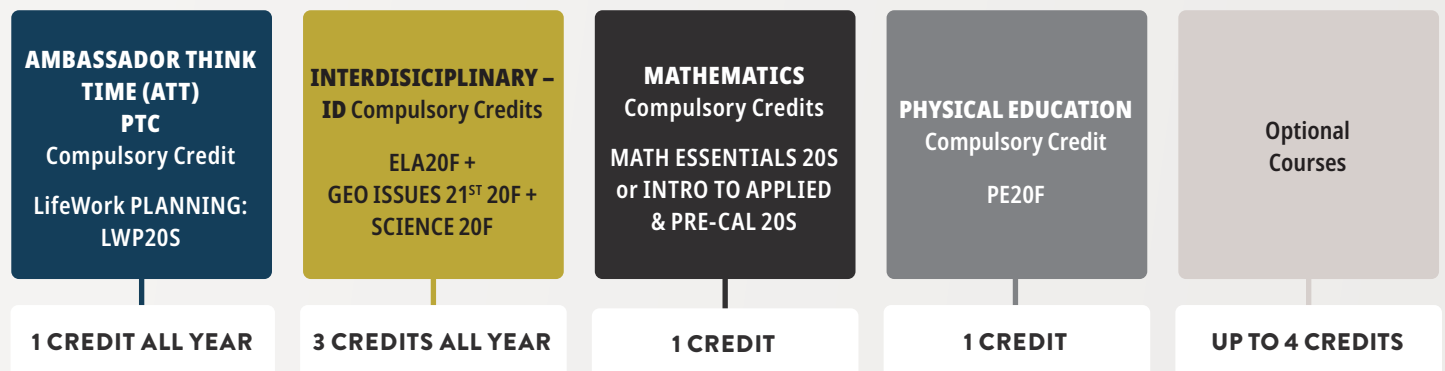 AMBASSADOR THINK
TIME (ATT)
PTC
Compulsory Credit
LifeWork PLANNING:
LWP20S
1 CREDIT ALL YEAR
INTERDISICIPLINARY –
ID Compulsory Credits
ELA20F +
GEO ISSUES 21ST 20F +
SCIENCE 20F
3 CREDITS ALL YEAR
MATHEMATICS
Compulsory Credits
MATH ESSENTIALS 20S
or INTRO TO APPLIED
& PRE-CAL 20S
1 CREDIT
PHYSICAL EDUCATION
Compulsory Credit
PE20F
1 CREDIT
Optional
Courses
UP TO 4 CREDITS